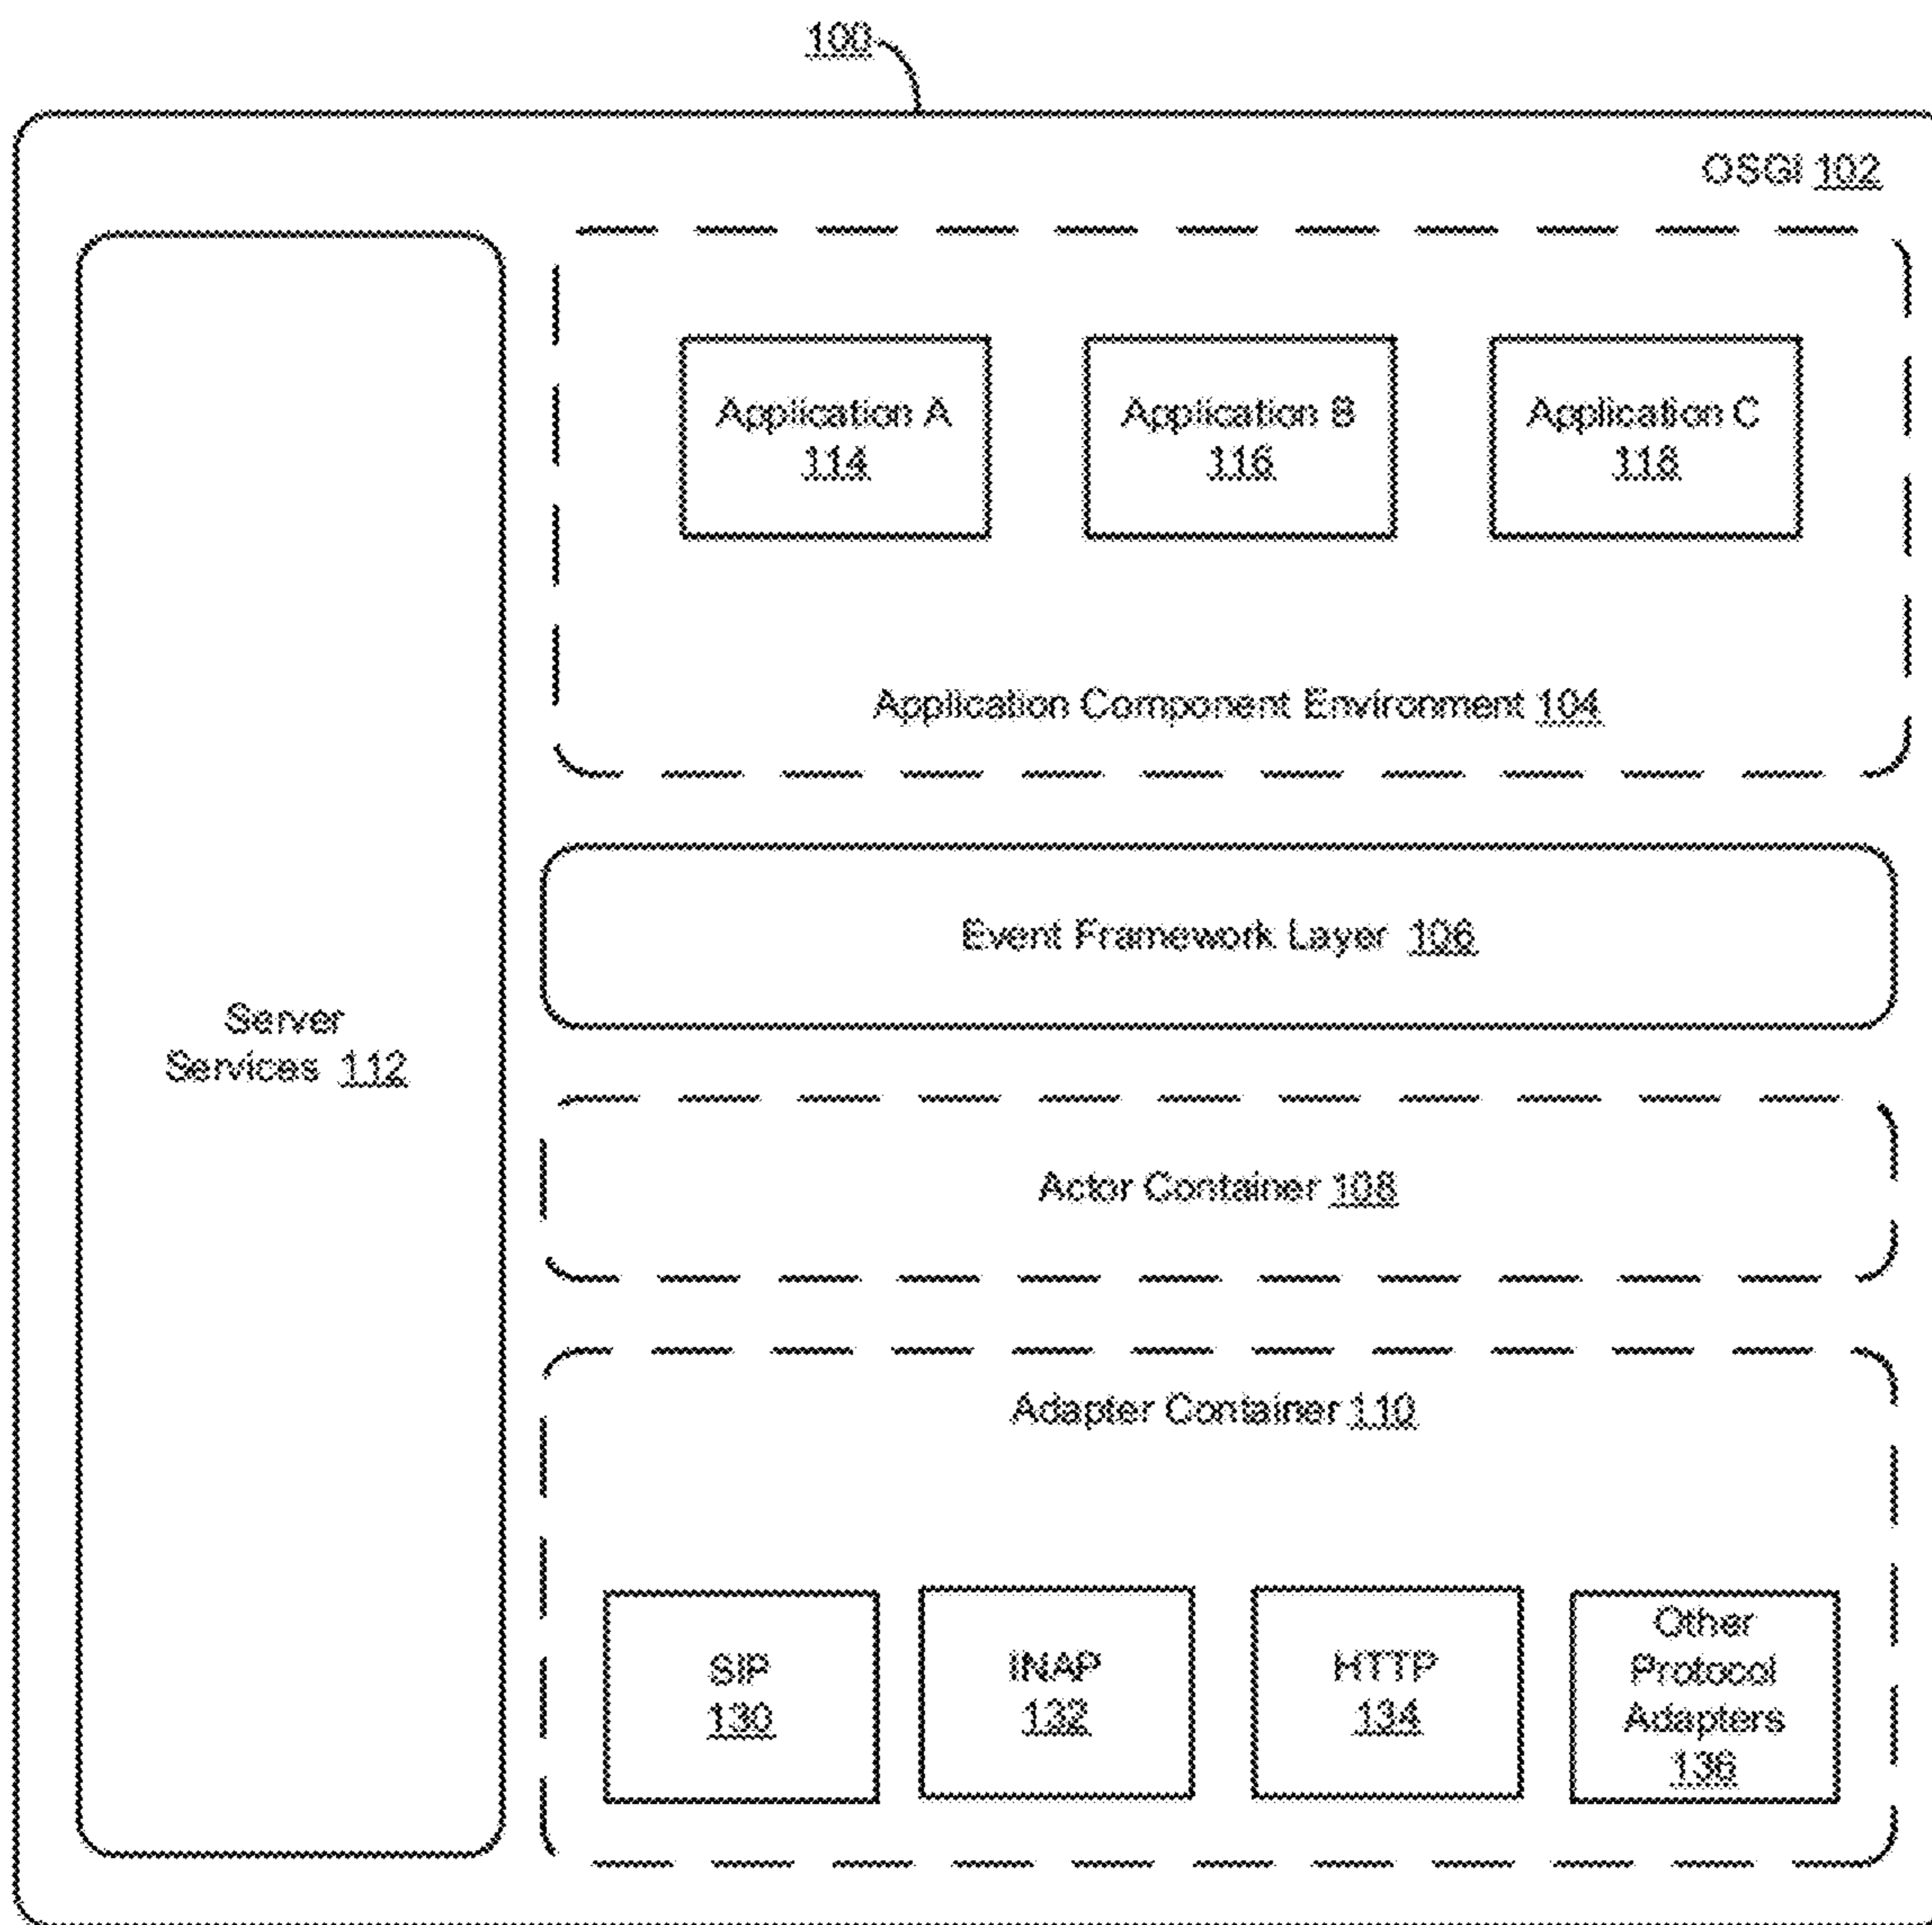 100
OSGI 102
Application A
114
Application B
116
Application C
118
Application Component Environment 104
Event Framework Layer 106
Server
Services 112
Actor Container 108
Adapter Container 110
SIP
130
INAP
132
HTTP
134
Other
Protocol
Adapters
136